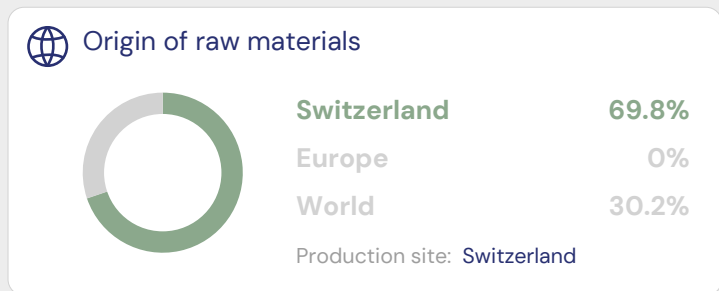 Origin of raw materials
Switzerland 69.8%
Europe 0%
World 30.2%
Production site: Switzerland